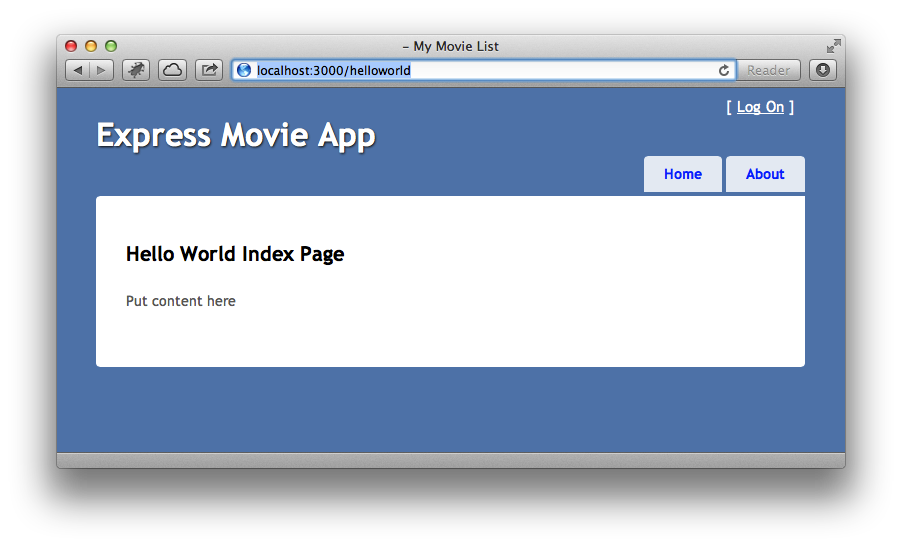 – My Movie List
localhost:3000/helloworld
Reader
[ Log On ]
Express Movie App
Home
About
Hello World Index Page
Put content here